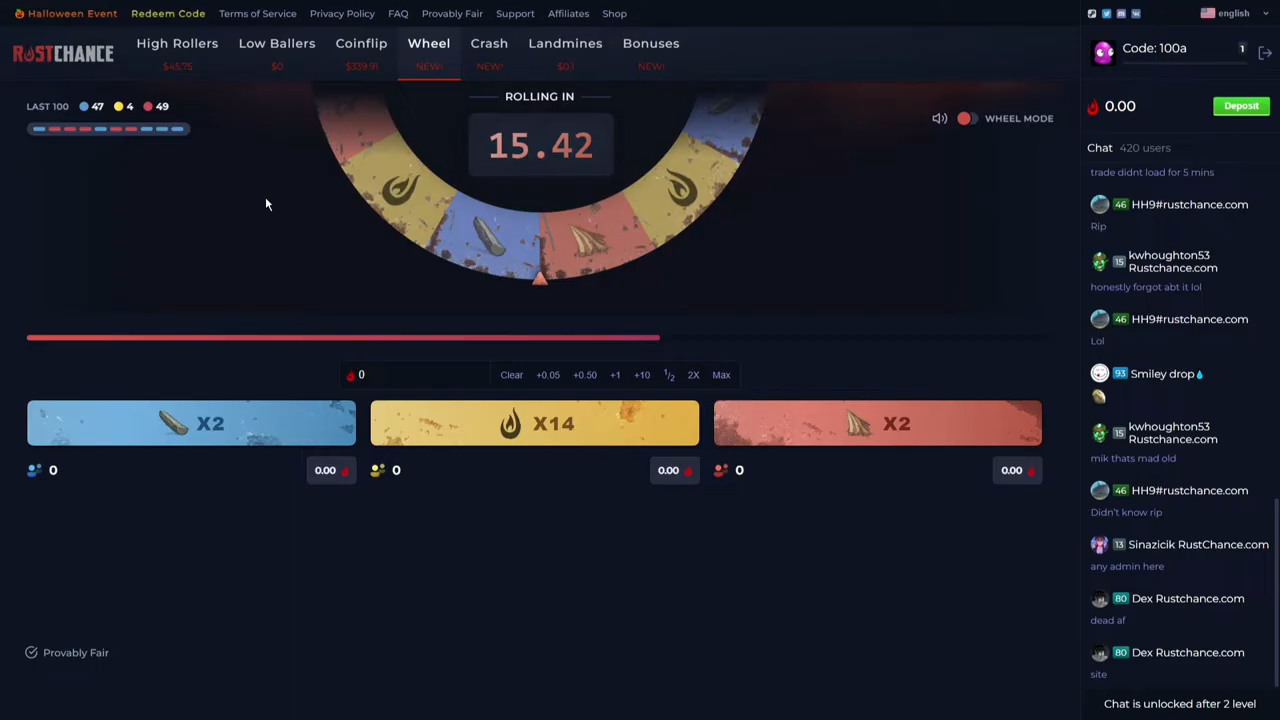 Halloween Event
Redeem Code
Terms of Service
Privacy Policy
FAQ
Provably Fair
Support
Affiliates
Shop
english
RUSTCHANCE
High Rollers
$45.75
Low Ballers
$0
Coinflip
$339.91
Wheel
NEW!
Crash
NEW!
Landmines
$0.1
Bonuses
NEW!
Code: 100a
1
0.00
Deposit
LAST 100
47
4
49
ROLLING IN
15.42
WHEEL MODE
0
Clear
+0.05
+0.50
+1
+10
1/2
2X
Max
X2
X14
X2
0
0.00
0
0.00
0
0.00
Provably Fair
Chat 420 users
trade didnt load for 5 mins
46 HH9#rustchance.com
Rip
15 kwhoughton53
Rustchance.com
honestly forgot abt it lol
46 HH9#rustchance.com
Lol
93 Smiley drop
15 kwhoughton53
Rustchance.com
mik thats mad old
46 HH9#rustchance.com
Didn't know rip
13 Sinazicik RustChance.com
any admin here
80 Dex Rustchance.com
dead af
80 Dex Rustchance.com
site
Chat is unlocked after 2 level